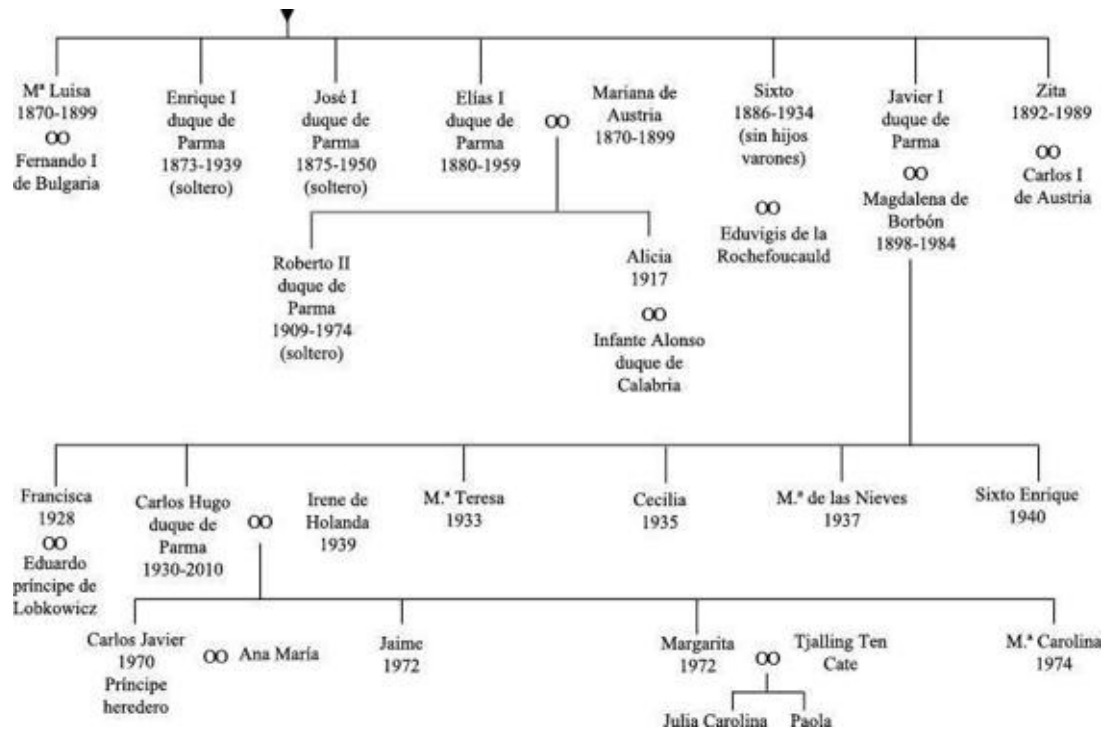 Mª Luisa
1870-1899
OO
Fernando I
de Bulgaria
Enrique I
duque de
Parma
1873-1939
(soltero)
José I
duque de
Parma
1875-1950
(soltero)
Elías I
duque de
Parma
1880-1959
OO
Mariana de
Austria
1870-1899
Sixto
1886-1934
(sin hijos
varones)
OO
Eduvigis de la
Rochefoucauld
Javier I
duque de
Parma
OO
Magdalena de
Borbón
1898-1984
Zita
1892-1989
OO
Carlos I
de Austria
Roberto II
duque de
Parma
1909-1974
(soltero)
Alicia
1917
OO
Infante Alonso
duque de
Calabria
Francisca
1928
OO
Eduardo
príncipe de
Lobkowicz
Carlos Hugo
duque de
Parma
1930-2010
OO
Irene de
Holanda
1939
M.ª Teresa
1933
Cecilia
1935
M.ª de las Nieves
1937
Sixto Enrique
1940
Carlos Javier
1970
Príncipe
heredero
OO
Ana María
Jaime
1972
Margarita
1972
OO
Tjalling Ten
Cate
M.ª Carolina
1974
Julia Carolina
Paola